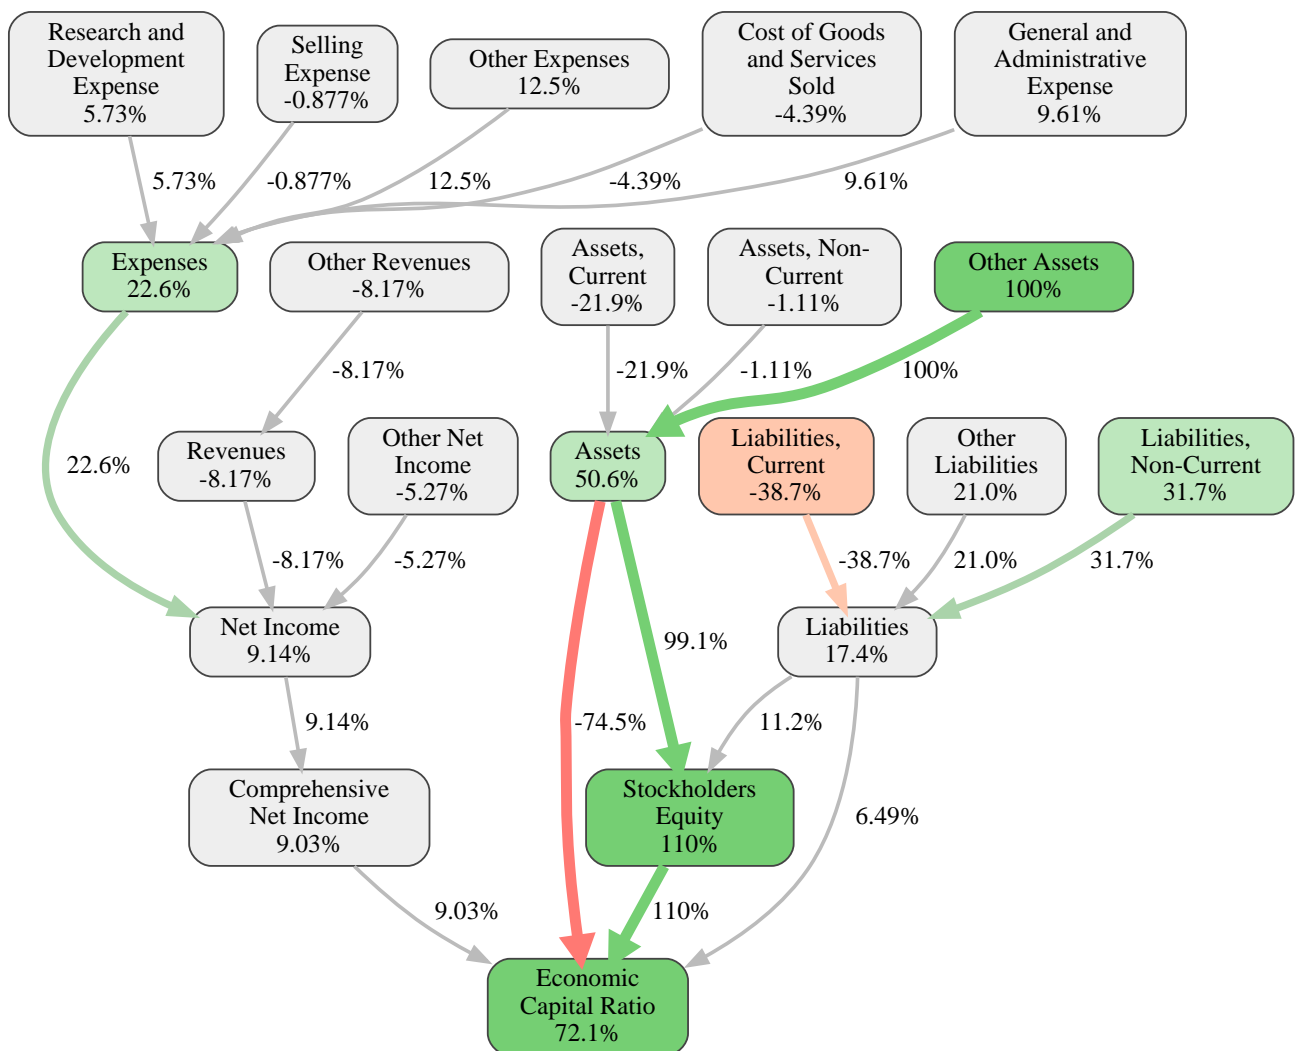 Research and
Development
Expense
5.73%
Selling
Expense
-0.877%
Other Expenses
12.5%
Cost of Goods
and Services
Sold
-4.39%
General and
Administrative
Expense
9.61%
5.73%
-0.877%
12.5%
-4.39%
9.61%
Expenses
22.6%
Other Revenues
-8.17%
Assets,
Current
-21.9%
Assets, Non-
Current
-1.11%
Other Assets
100%
-8.17%
-21.9%
-1.11%
100%
22.6%
Revenues
-8.17%
Other Net
Income
-5.27%
Assets
50.6%
Liabilities,
Current
-38.7%
Other
Liabilities
21.0%
Liabilities,
Non-Current
31.7%
-8.17%
-5.27%
-38.7%
21.0%
31.7%
Net Income
9.14%
99.1%
Liabilities
17.4%
9.14%
-74.5%
11.2%
Comprehensive
Net Income
9.03%
Stockholders
Equity
110%
6.49%
9.03%
110%
Economic
Capital Ratio
72.1%